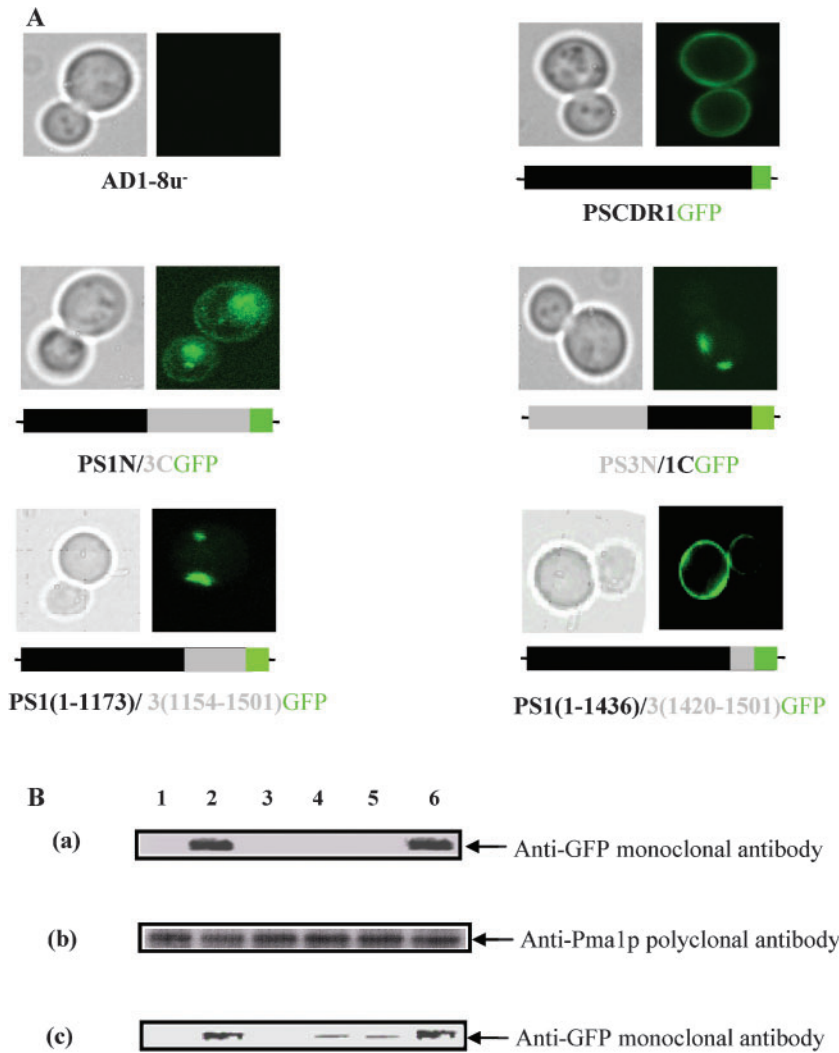 A
AD1-8u-
PSCDR1GFP
PS1N/3CGFP
PS3N/1CGFP
PS1(1-1173)/ 3(1154-1501)GFP
PS1(1-1436)/3(1420-1501)GFP
B 1 2 3 4 5 6
(a) Anti-GFP monoclonal antibody
(b) Anti-Pma1p polyclonal antibody
(c) Anti-GFP monoclonal antibody